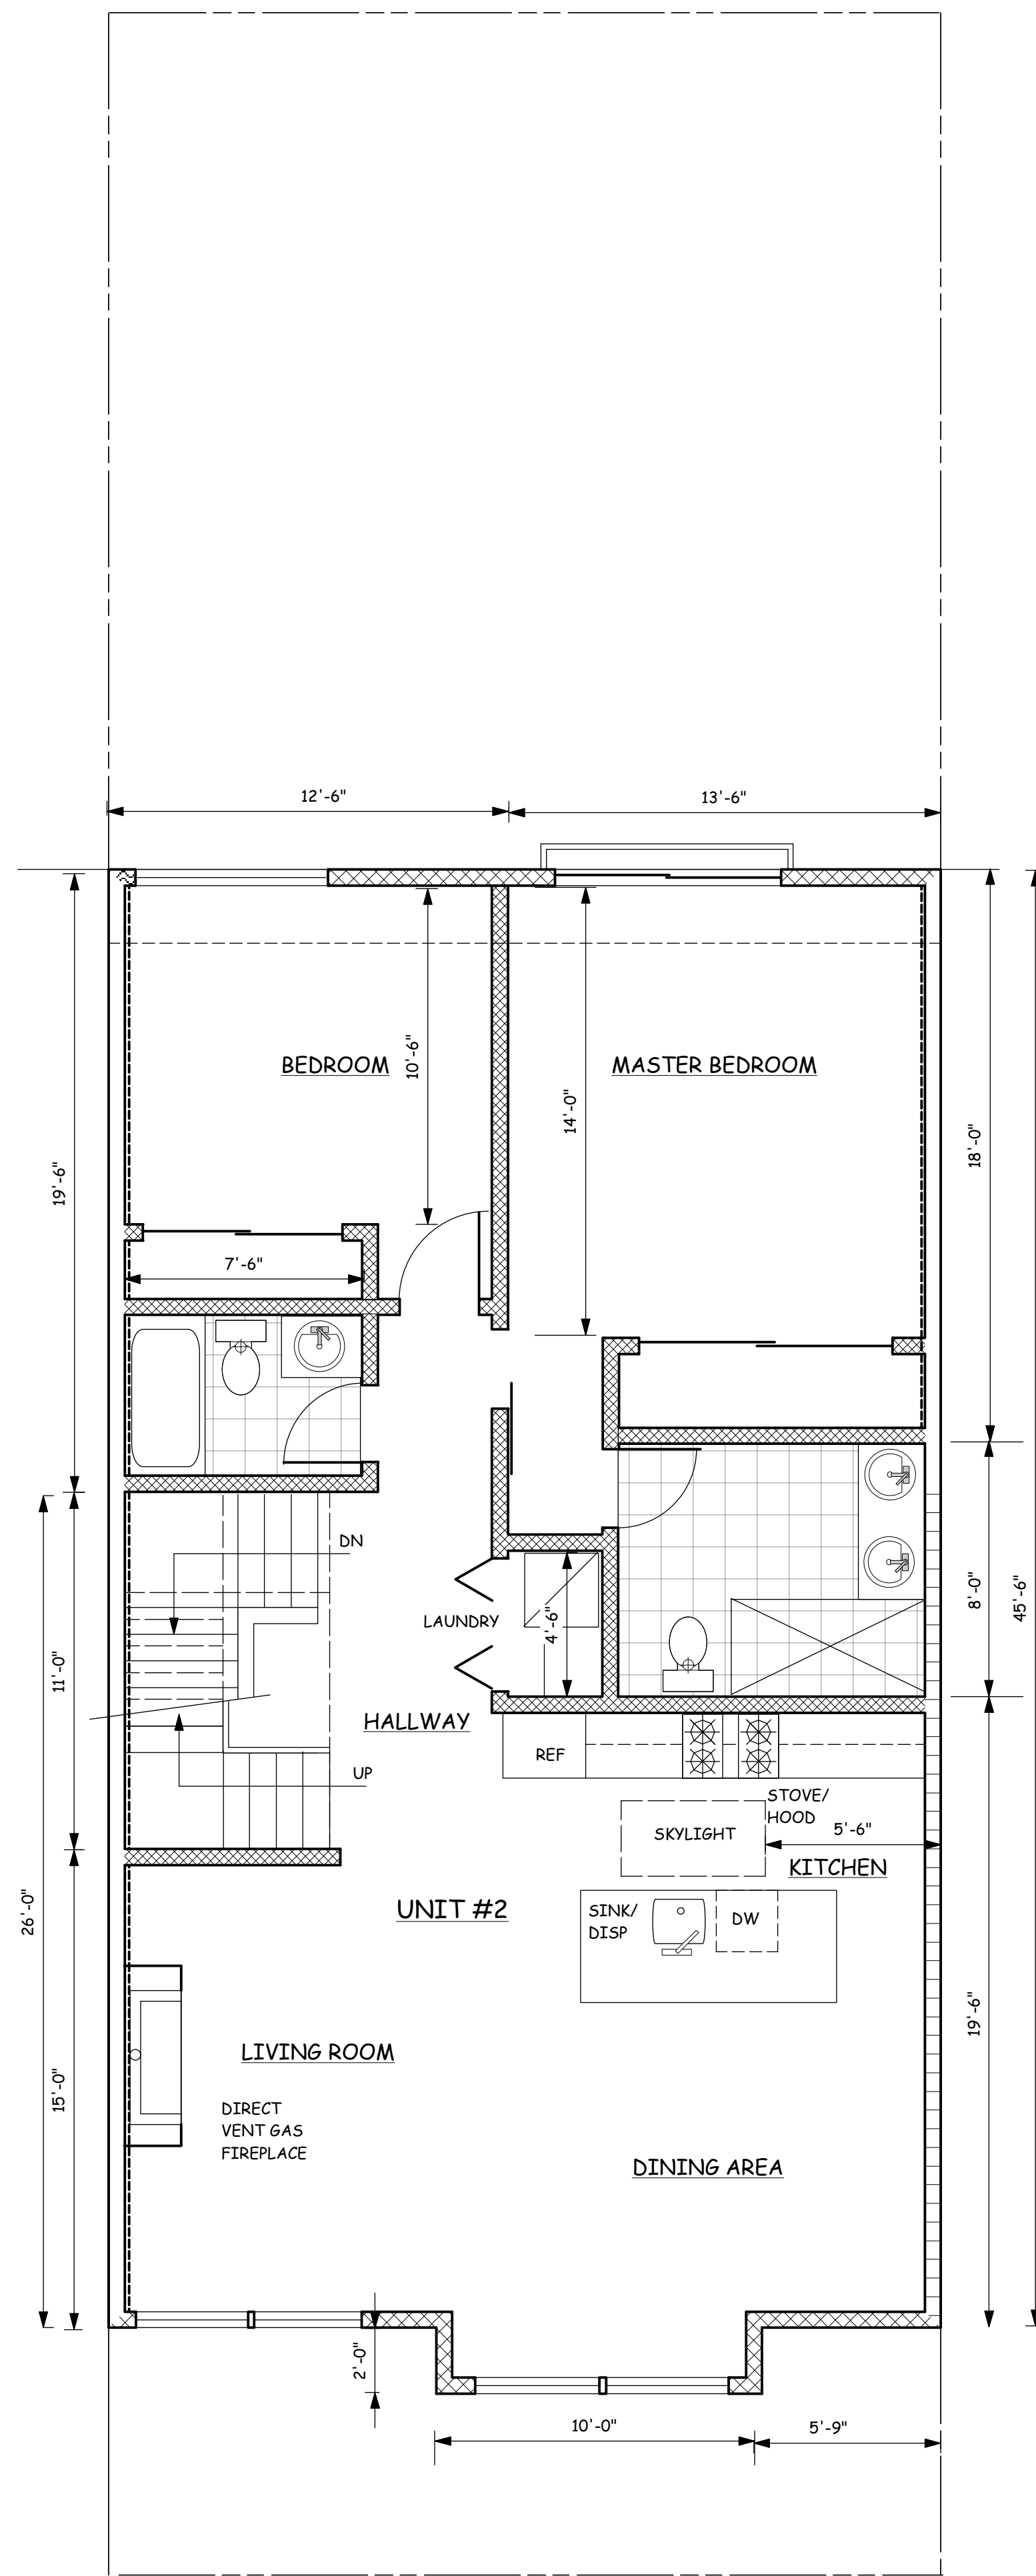 12'-6"
13'-6"
BEDROOM
MASTER BEDROOM
10'-6"
14'-0"
18'-0"
19'-6"
7'-6"
DN
LAUNDRY
4'-6"
8'-0"
45'-6"
11'-0"
HALLWAY
REF
UP
STOVE/
HOOD
SKYLIGHT
5'-6"
KITCHEN
UNIT #2
SINK/
DISP
DW
26'-0"
19'-6"
LIVING ROOM
15'-0"
DIRECT
VENT GAS
FIREPLACE
DINING AREA
2'-0"
10'-0"
5'-9"